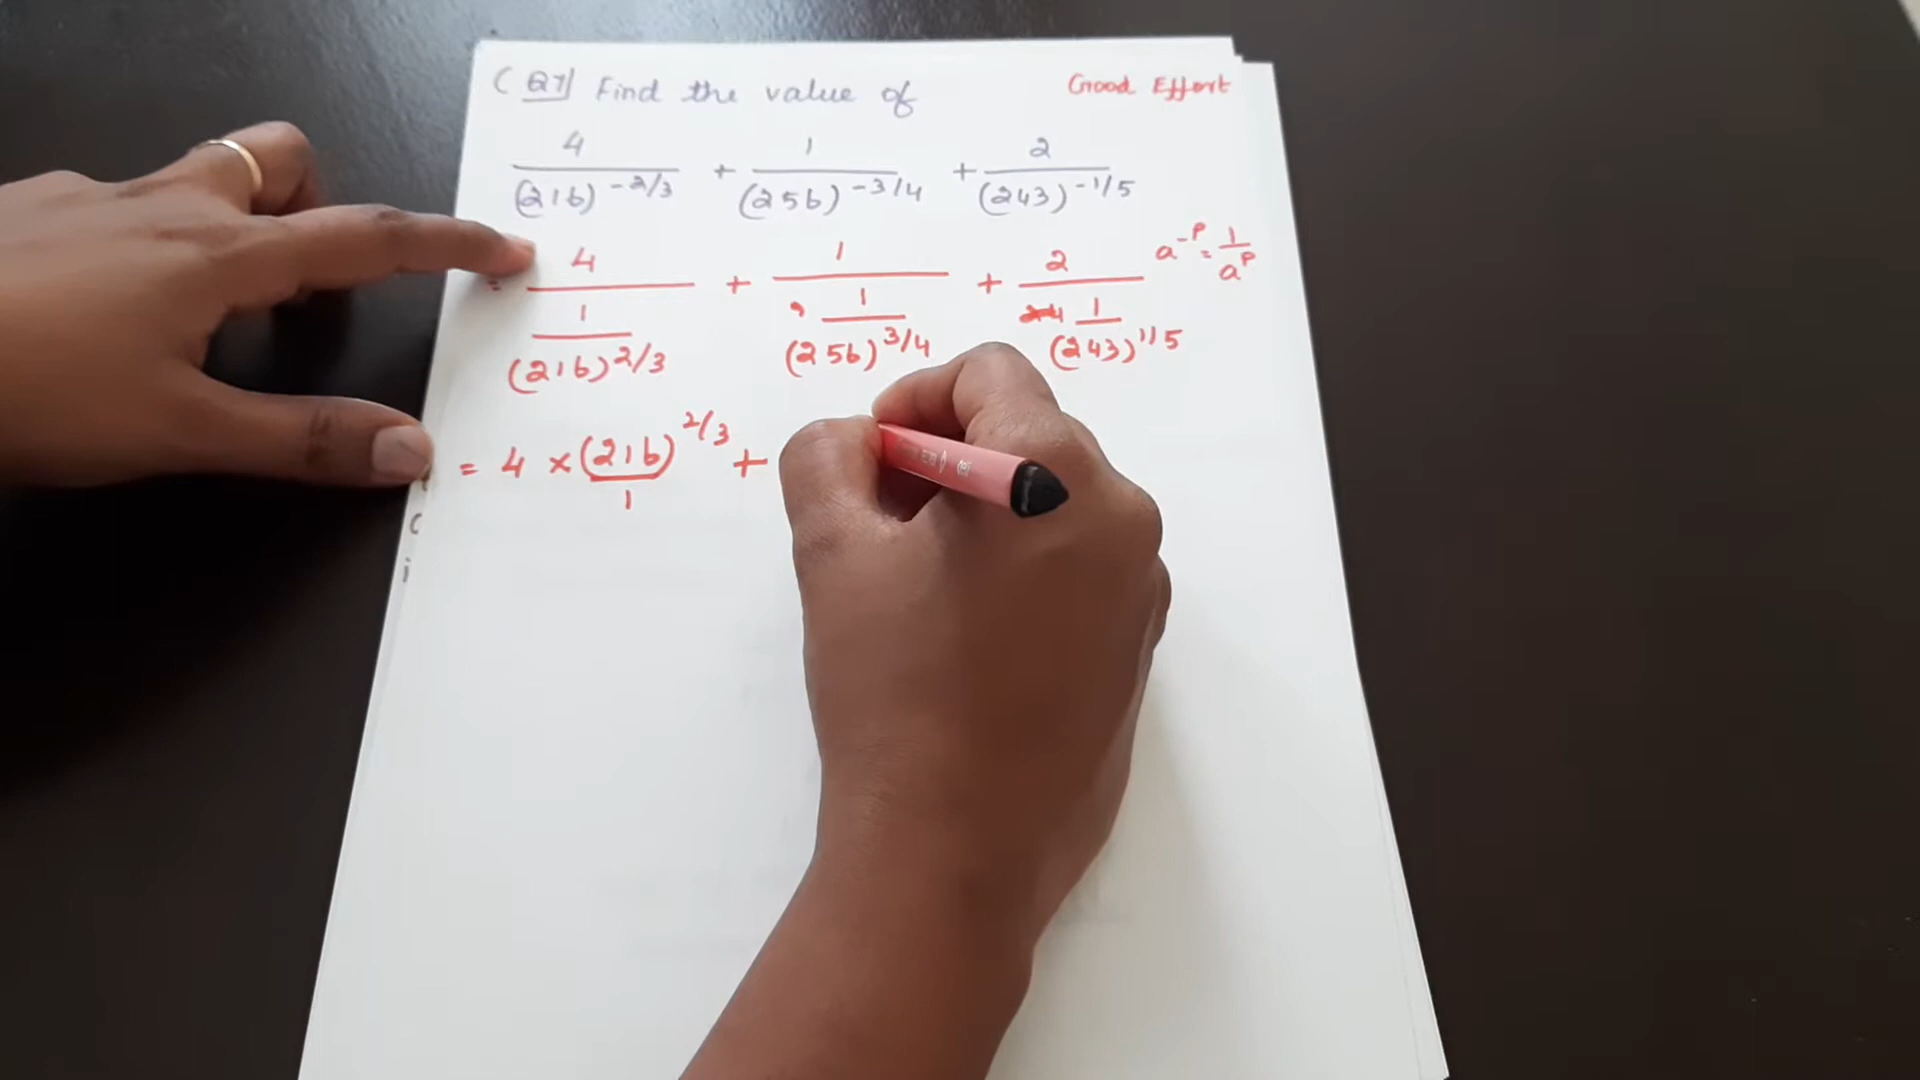 (Q7) Find the value of Good Effort
4/(216)^-2/3 + 1/(256)^-3/4 + 2/(243)^-1/5
= 4/(1/(216)^2/3) + 1/(1/(256)^3/4) + 2/(1/(243)^1/5) a^-p = 1/a^p
= 4 × (216)^2/3/1 +